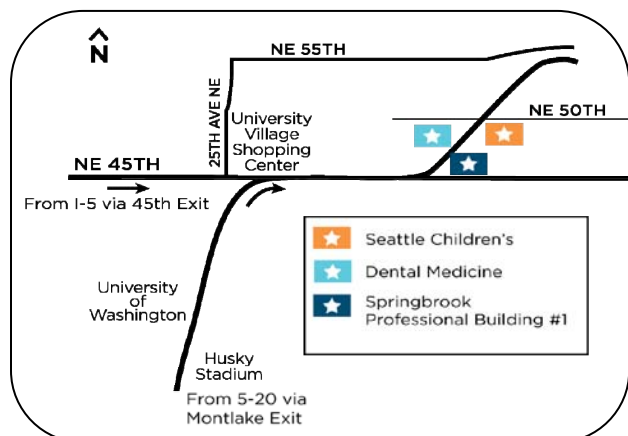 N
NE 55TH
25TH AVE NE
University
Village
Shopping
Center
NE 50TH
NE 45TH
From I-5 via 45th Exit
University
of
Washington
Husky
Stadium
From 5-20 via
Montlake Exit
Seattle Children's
Dental Medicine
Springbrook
Professional Building #1